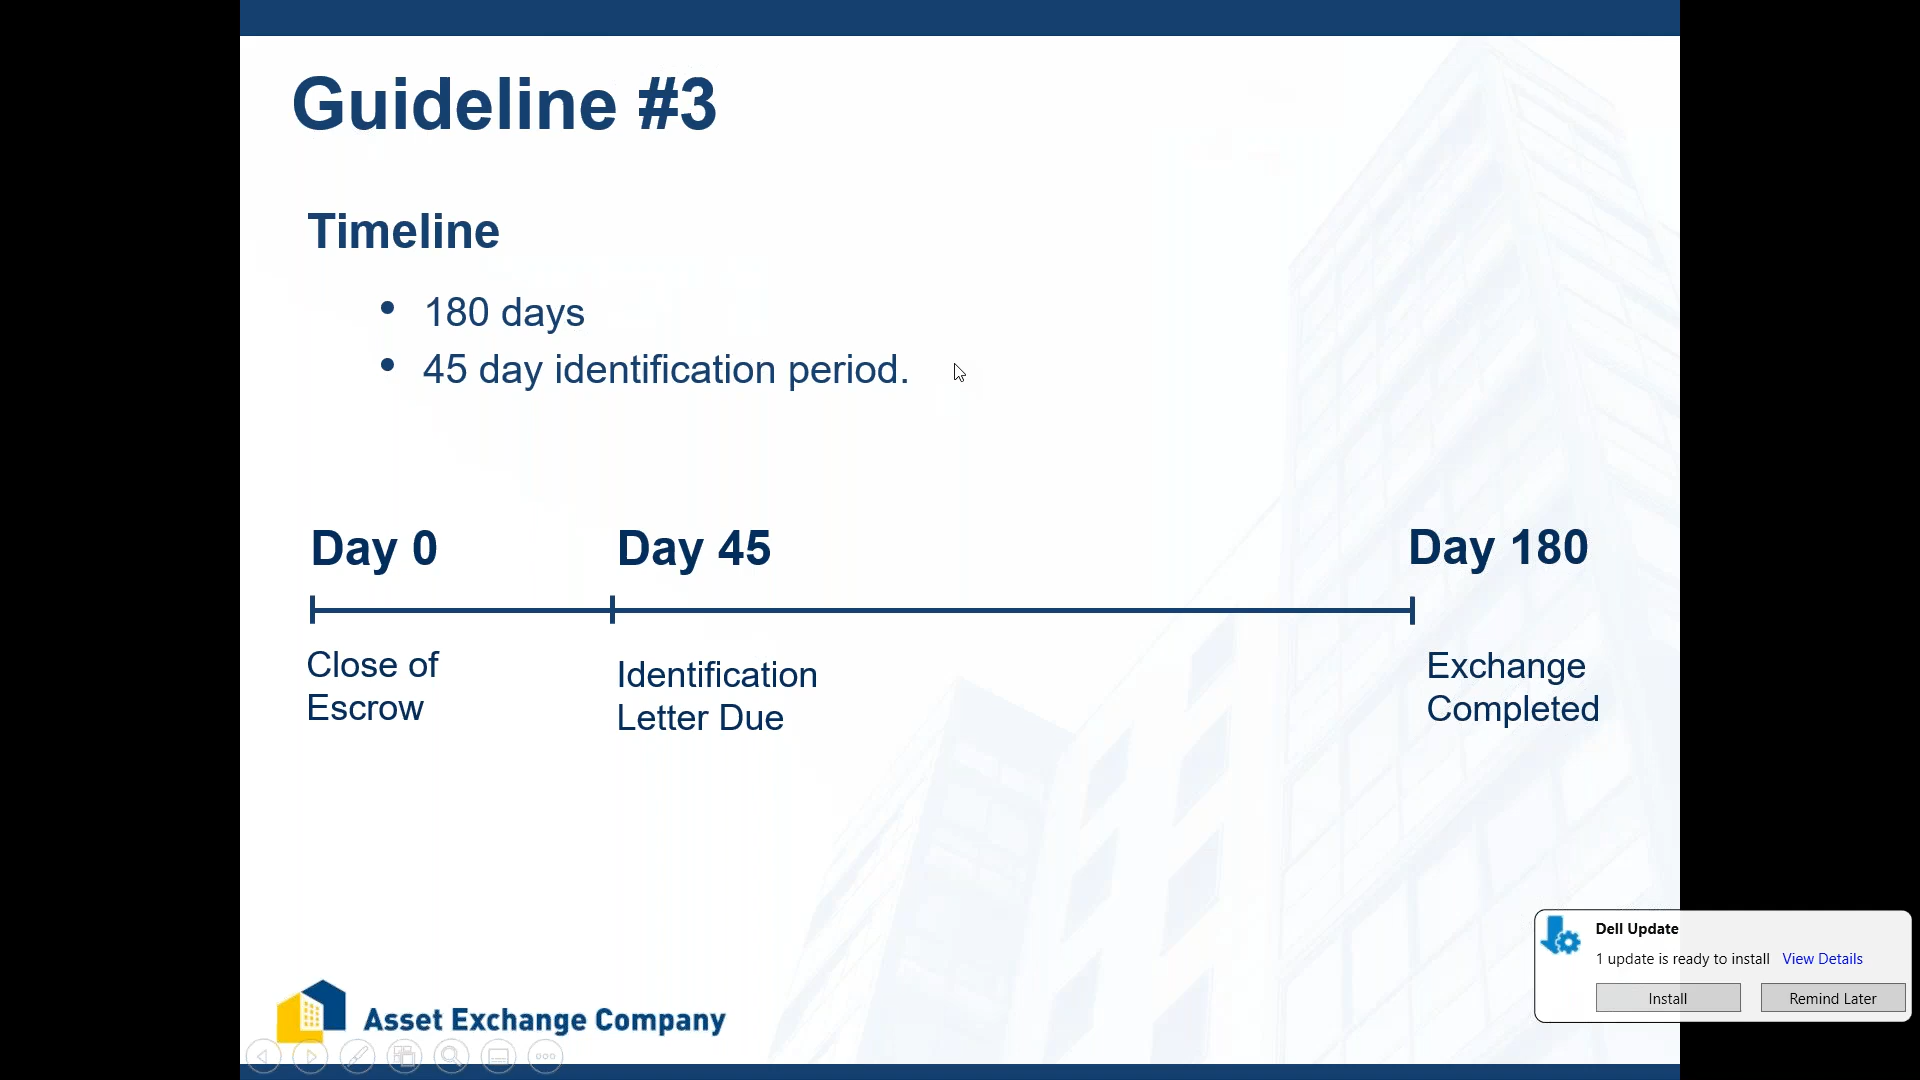 Guideline #3
Timeline
• 180 days
• 45 day identification period.
Day 0
Day 45
Day 180
Close of
Escrow
Identification
Letter Due
Exchange
Completed
Asset Exchange Company
Dell Update
1 update is ready to install View Details
Install
Remind Later